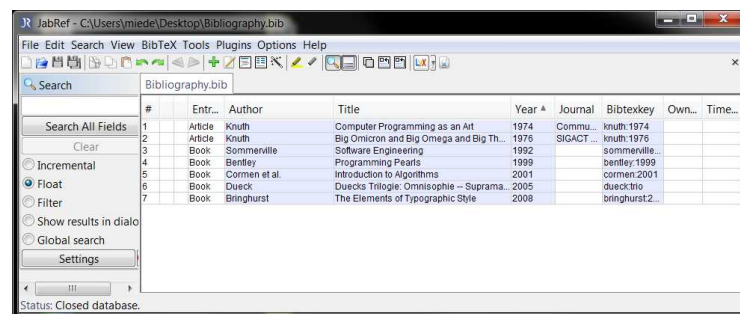 JabRef - C:\Users\miede\Desktop\Bibliography.bib
File Edit Search View BibTeX Tools Plugins Options Help
Search
Bibliography.bib
# Entr... Author Title Year Journal Bibtexkey Own... Time...
Search All Fields
Clear
Incremental
Float
Filter
Show results in dialo
Global search
Settings
1 Article Knuth Computer Programming as an Art 1974 Commu... knuth:1974
2 Article Knuth Big Omicron and Big Omega and Big Th... 1976 SIGACT ... knuth:1976
3 Book Sommerville Software Engineering 1992 sommerville...
4 Book Bentley Programming Pearls 1999 bentley:1999
5 Book Cormen et al. Introduction to Algorithms 2001 cormen:2001
6 Book Dueck Duecks Trilogie: Omnisophie -- Suprama... 2005 dueck:trio
7 Book Bringhurst The Elements of Typographic Style 2008 bringhurst:2...
Status: Closed database.